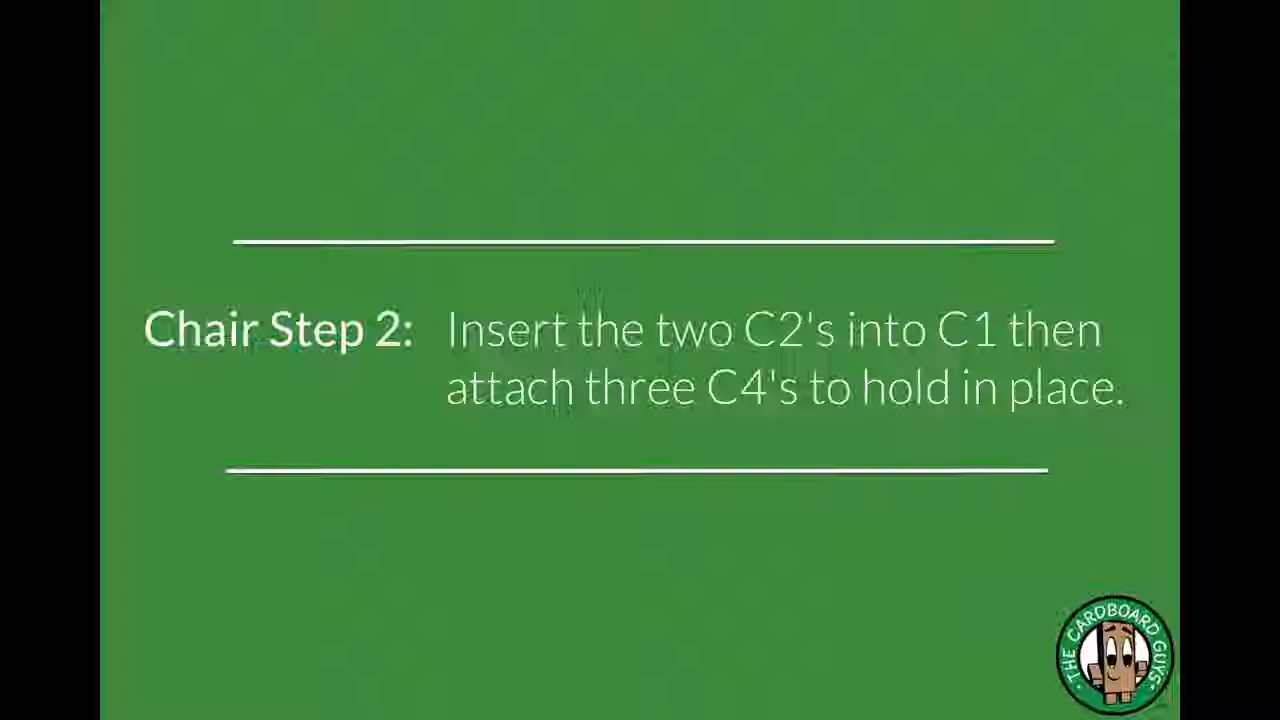 Chair Step 2: Insert the two C2's into C1 then
attach three C4's to hold in place.
THE CARDBOARD GUYS